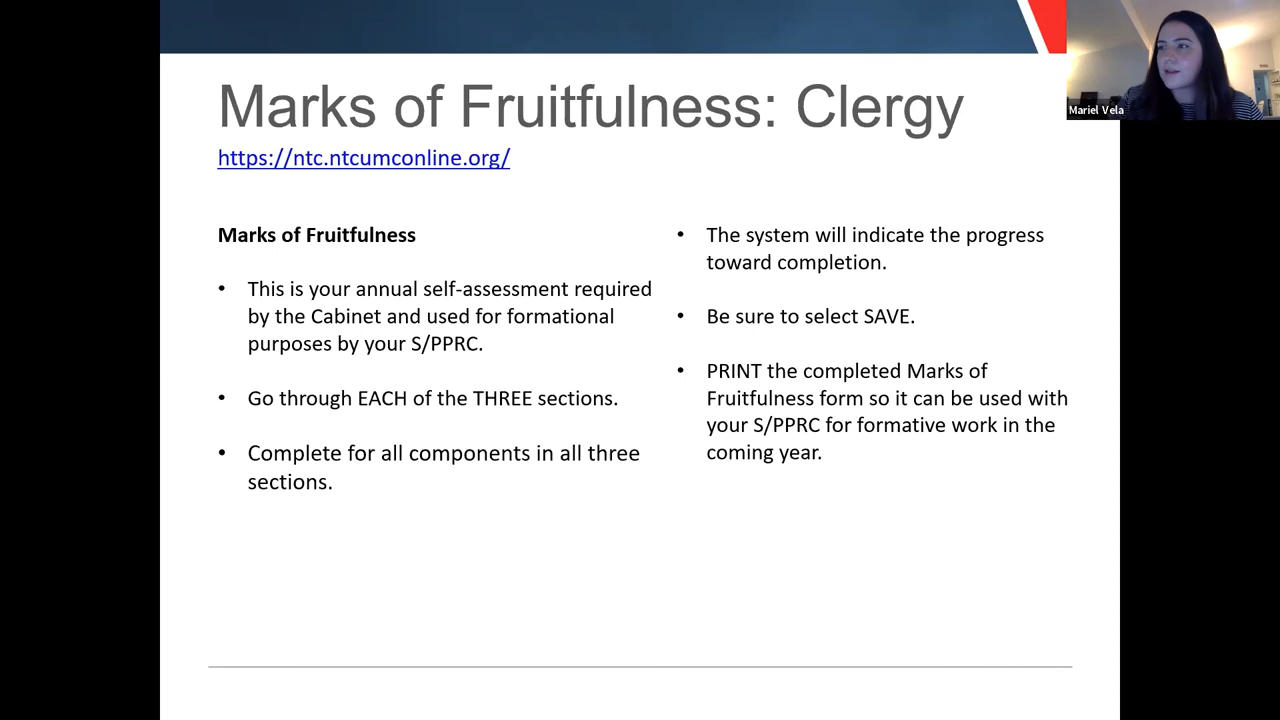 Marks of Fruitfulness: Clergy
https://ntc.ntcumconline.org/
Mariel Vela
Marks of Fruitfulness
• This is your annual self-assessment required
by the Cabinet and used for formational
purposes by your S/PPRC.
• Go through EACH of the THREE sections.
• Complete for all components in all three
sections.
• The system will indicate the progress
toward completion.
• Be sure to select SAVE.
• PRINT the completed Marks of
Fruitfulness form so it can be used with
your S/PPRC for formative work in the
coming year.